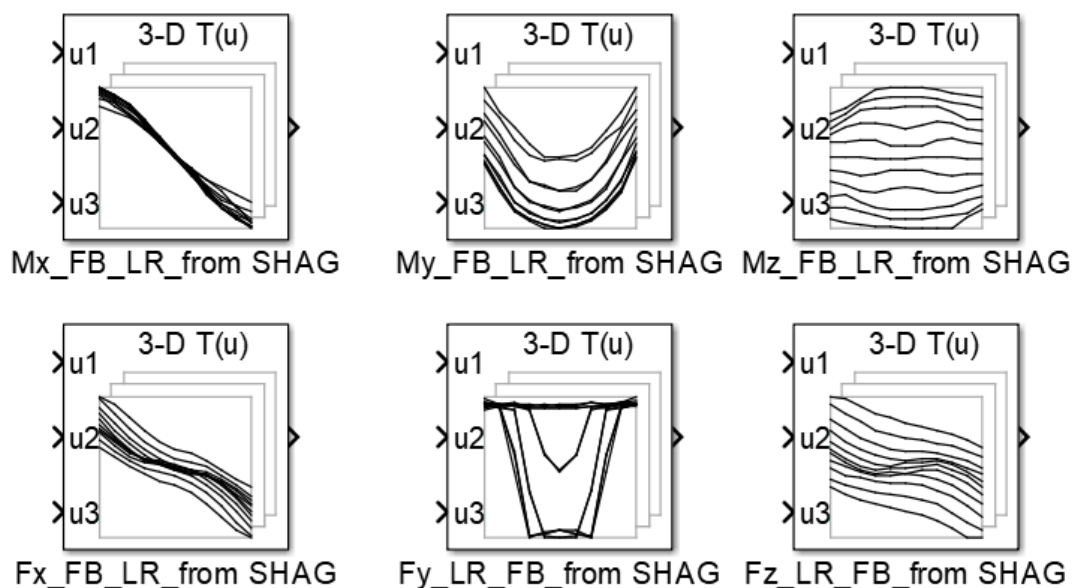 3-D T(u) 3-D T(u) 3-D T(u)
u1 u1 u1
u2 u2 u2
u3 u3 u3
Mx_FB_LR_from SHAG My_FB_LR_from SHAG Mz_FB_LR_from SHAG
3-D T(u) 3-D T(u) 3-D T(u)
u1 u1 u1
u2 u2 u2
u3 u3 u3
Fx_FB_LR_from SHAG Fy_LR_FB_from SHAG Fz_LR_FB_from SHAG